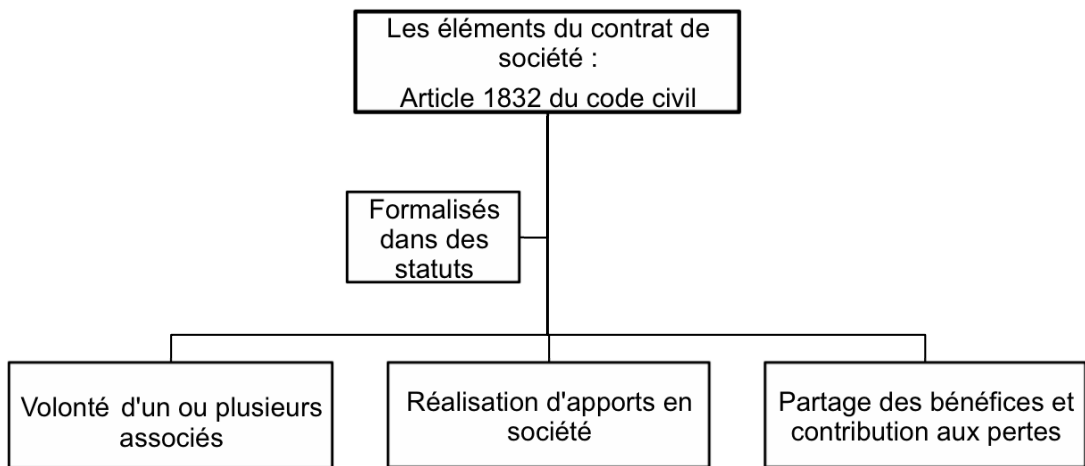 Les éléments du contrat de
société :
Article 1832 du code civil
Formalisés
dans des
statuts
Volonté d'un ou plusieurs
associés
Réalisation d'apports en
société
Partage des bénéfices et
contribution aux pertes